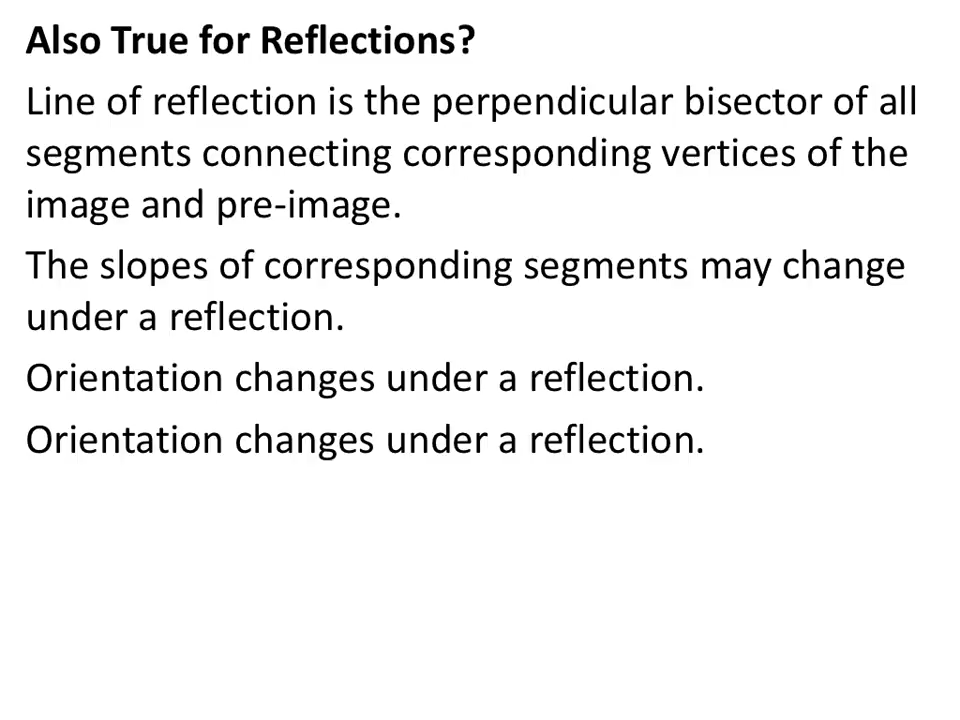 Also True for Reflections?
Line of reflection is the perpendicular bisector of all
segments connecting corresponding vertices of the
image and pre-image.
The slopes of corresponding segments may change
under a reflection.
Orientation changes under a reflection.
Orientation changes under a reflection.